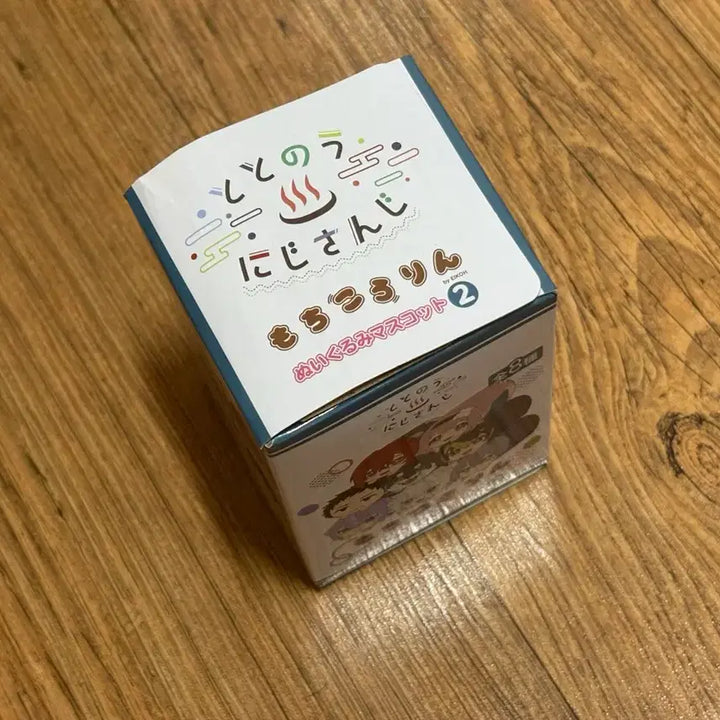 ととのう
にじさんじ
もちころりん
by EIKOH
ぬいぐるみマスコット2
ととのう
にじさんじ
全8種